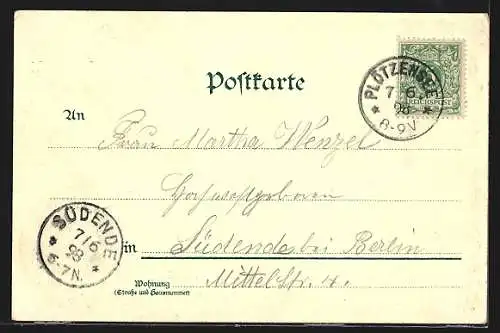 Postkarte
PLÖTZENSEE
7 6
98
8-9V
REICHSPOST
An
Frau Martha Wenzel
Hochwohlgeboren
in Südende bei Berlin
Mittelstr. 4.
Wohnung
(Straße und Hausnummer)
SÜDENDE
7/6
98
6-7N.